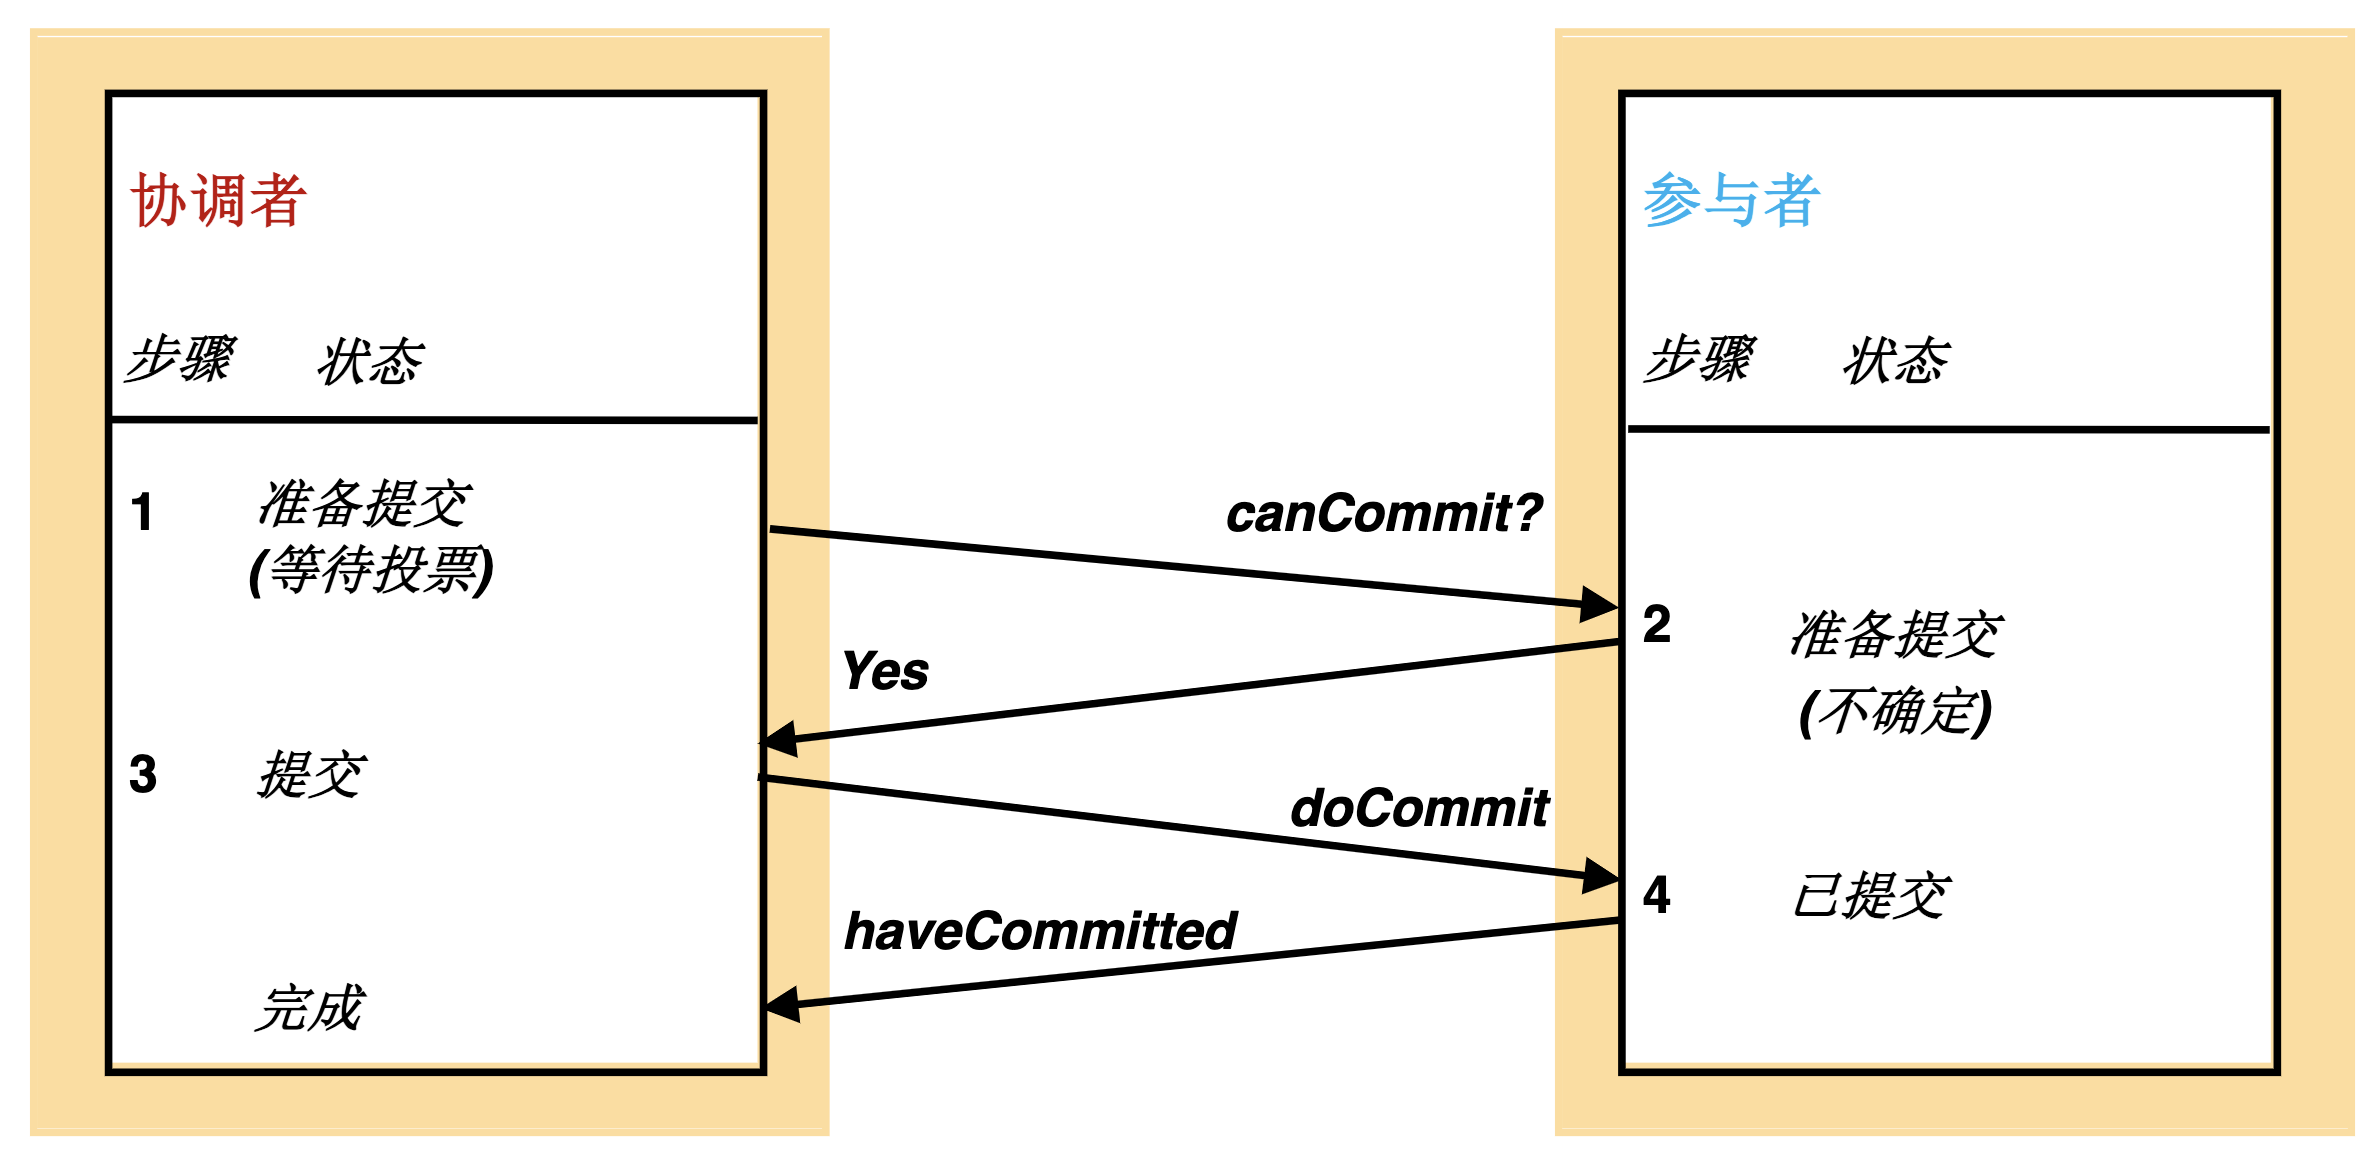 协调者
步骤 状态
1 准备提交
(等待投票)
3 提交
完成
canCommit?
Yes
doCommit
haveCommitted
参与者
步骤 状态
2 准备提交
(不确定)
4 已提交